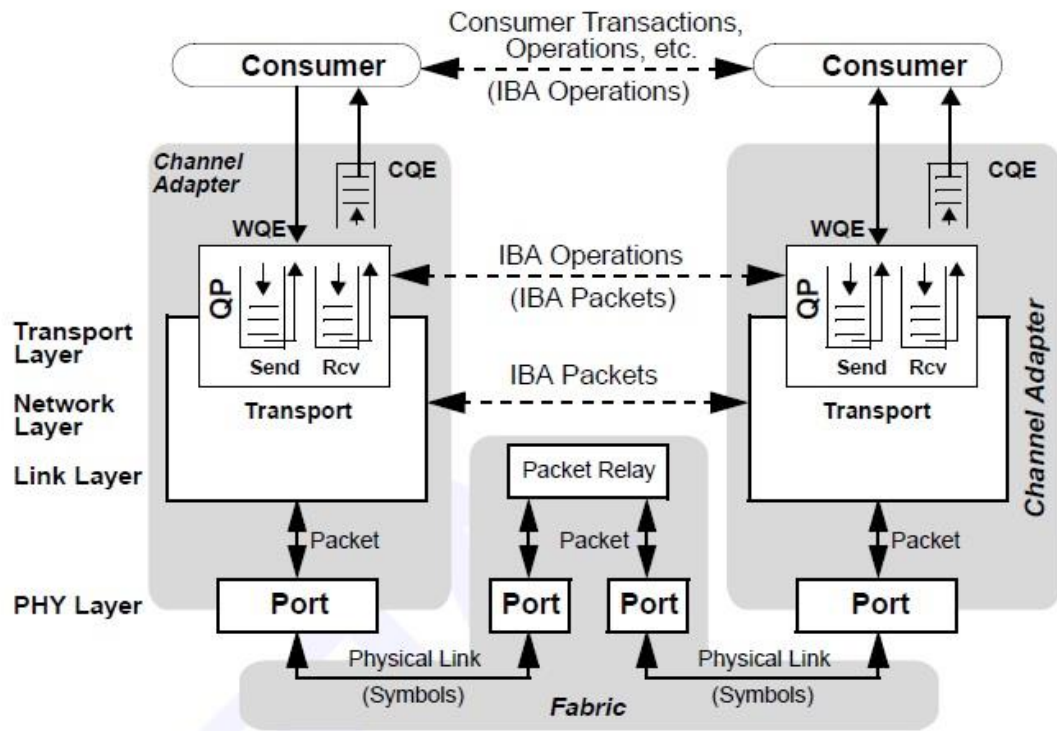 Consumer Transactions,
Operations, etc.
(IBA Operations)
Consumer
Consumer
Channel
Adapter
CQE
WQE
QP
Send
Rcv
Transport
CQE
WQE
QP
Send
Rcv
Transport
Channel Adapter
IBA Operations
(IBA Packets)
IBA Packets
Transport
Layer
Network
Layer
Link Layer
PHY Layer
Packet Relay
Packet
Packet
Packet
Port
Port
Port
Port
Physical Link
(Symbols)
Physical Link
(Symbols)
Fabric